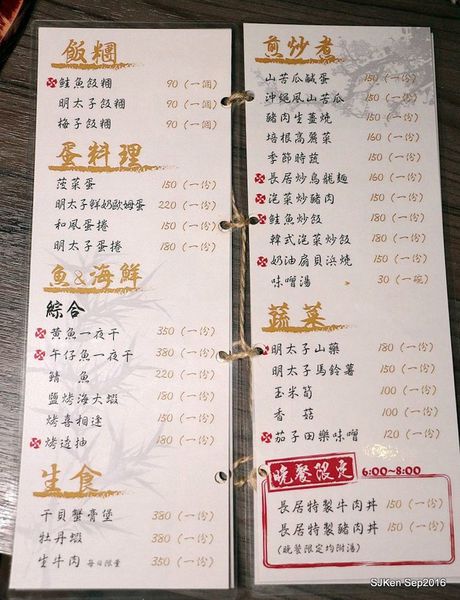 飯糰
鮭魚飯糰 90 (一個)
明太子飯糰 90 (一個)
梅子飯糰 90 (一個)
蛋料理
菠菜蛋 150 (一份)
明太子鮮奶歐姆蛋 220 (一份)
和風蛋捲 150 (一份)
明太子蛋捲 180 (一份)
魚&海鮮
綜合
黃魚一夜干 350 (一份)
午仔魚一夜干 380 (一份)
鯖魚 220 (一份)
鹽烤海大蝦 180 (一份)
烤喜相逢 150 (一份)
烤透抽 180 (一份)
生食
干貝蟹膏堡 380 (一份)
牡丹蝦 380 (一份)
生牛肉 每日限量 350 (一份)
煎炒煮
山苦瓜鹹蛋 150 (一份)
沖繩風山苦瓜 150 (一份)
豬肉生薑燒 160 (一份)
培根高麗菜 160 (一份)
季節時蔬 150 (一份)
長居炒烏龍麵 160 (一份)
泡菜炒豬肉 150 (一份)
鮭魚炒飯 180 (一份)
韓式泡菜炒飯 180 (一份)
奶油扇貝浜燒 150 (一份)
味噌湯 30 (一碗)
蔬菜
明太子山藥 180 (一份)
明太子馬鈴薯 150 (一份)
玉米筍 100 (一份)
香菇 100 (一份)
茄子田樂味噌 120 (一份)
晚餐限定 6:00~8:00
長居特製牛肉丼 150 (一份)
長居特製豬肉丼 150 (一份)
(晚餐限定均附湯)
SJKen Sep2016